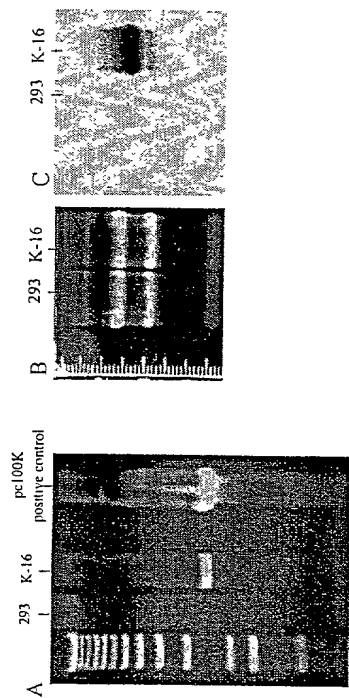 A
293
K-16
pc100K
positive control
B
293
K-16
C
293
K-16